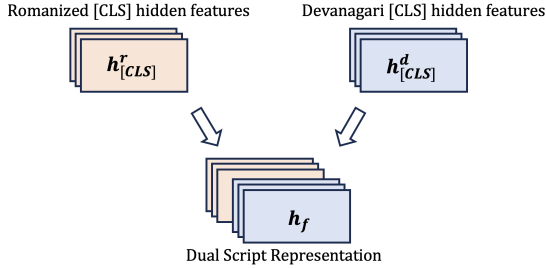 Romanized [CLS] hidden features
Devanagari [CLS] hidden features
h^r_[CLS]
h^d_[CLS]
h_f
Dual Script Representation